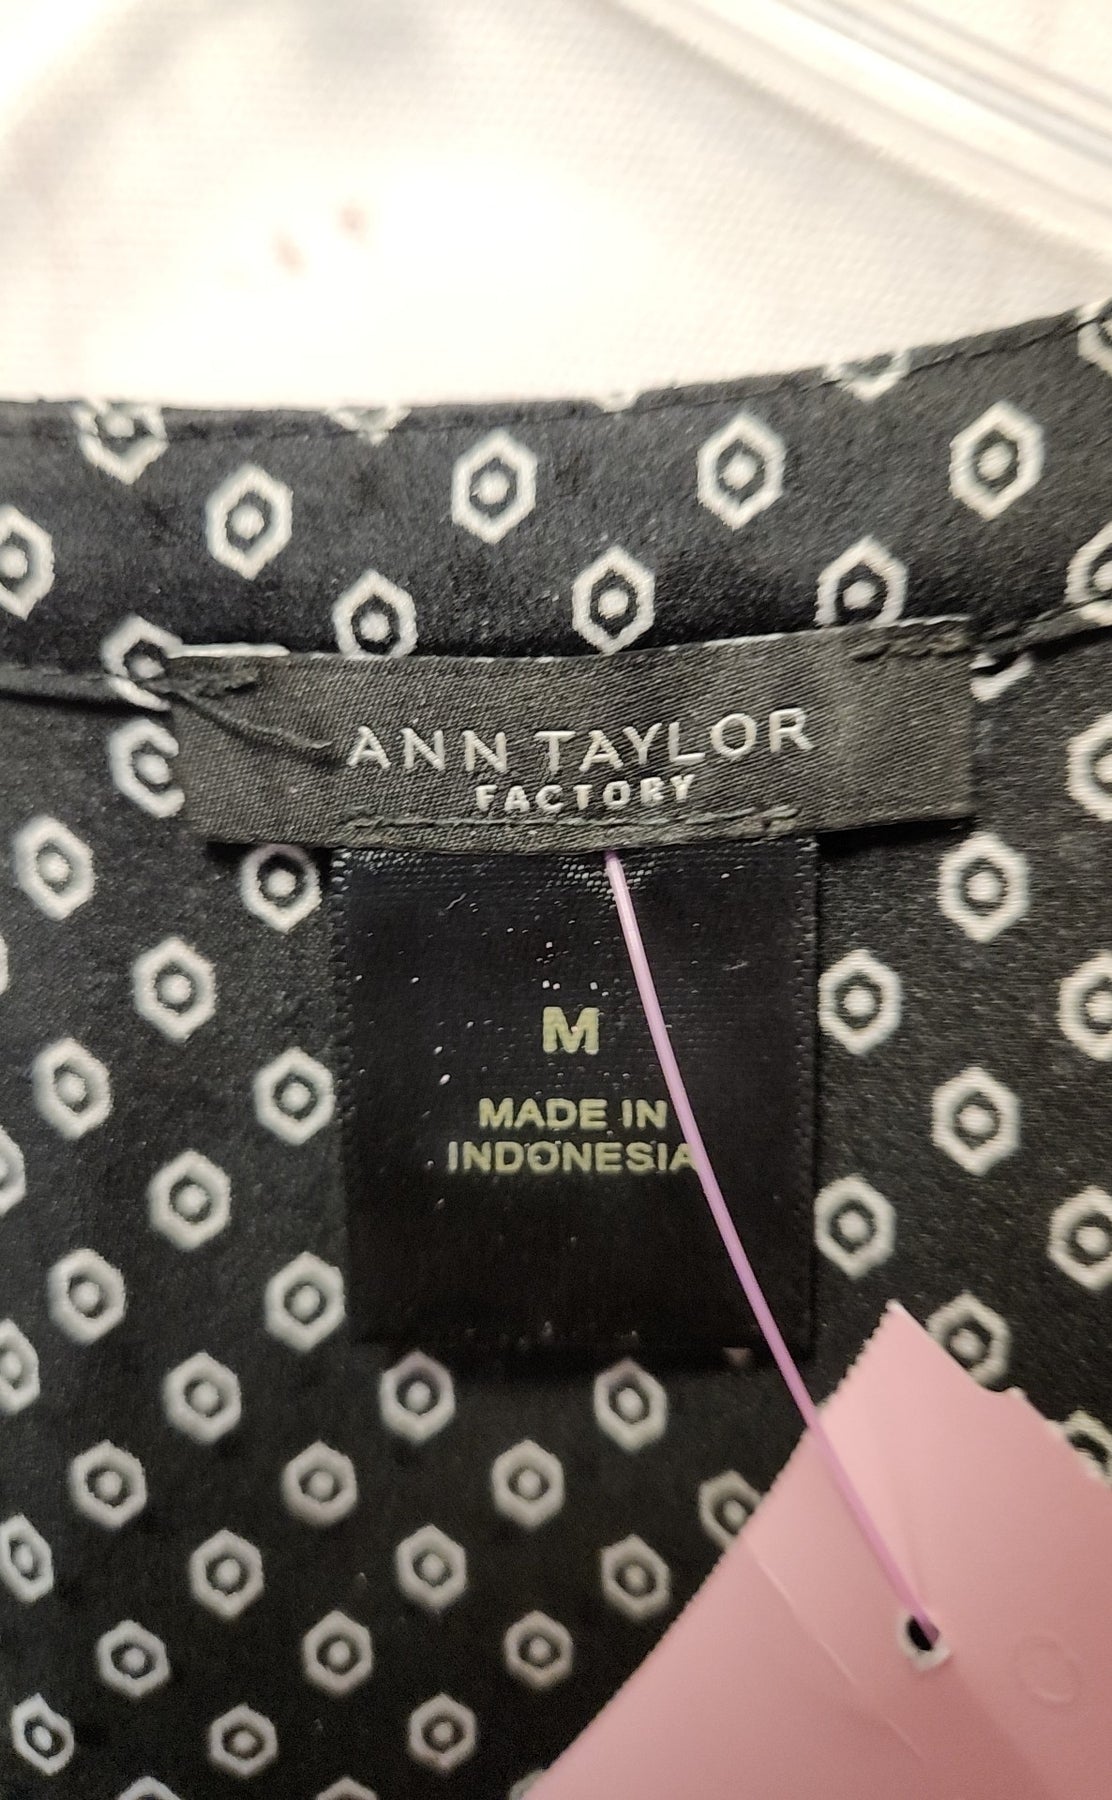 ANN TAYLOR
FACTORY
M
MADE IN
INDONESIA